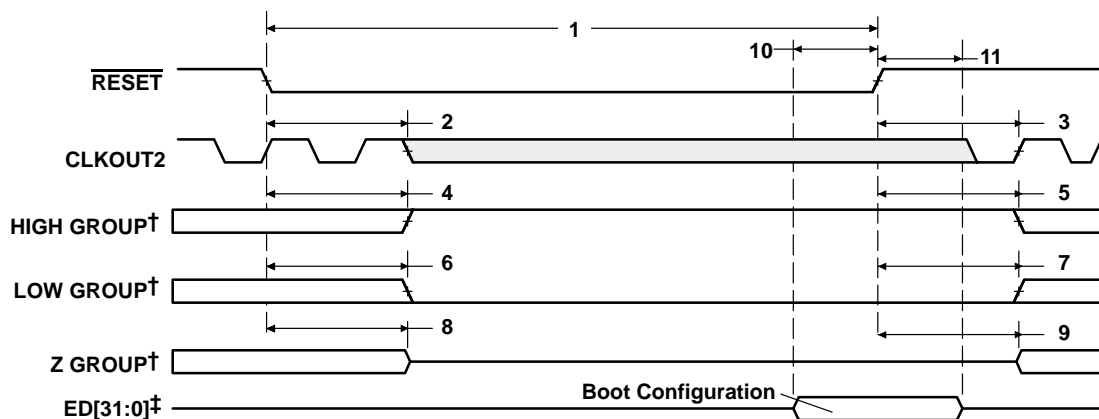 1
10
11
RESET
2
3
CLKOUT2
4
5
HIGH GROUP†
6
7
LOW GROUP†
8
9
Z GROUP†
Boot Configuration
ED[31:0]‡